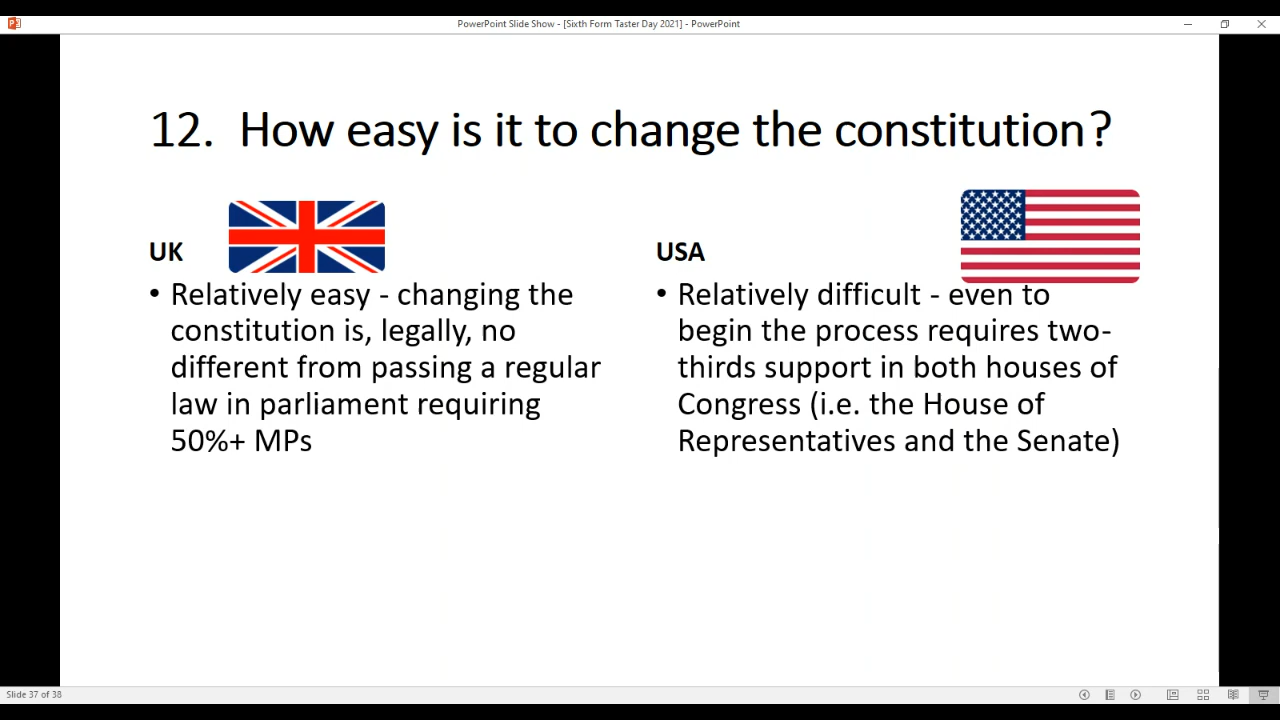 PowerPoint Slide Show - [Sixth Form Taster Day 2021] - PowerPoint
12. How easy is it to change the constitution?
UK
• Relatively easy - changing the
constitution is, legally, no
different from passing a regular
law in parliament requiring
50%+ MPs
USA
• Relatively difficult - even to
begin the process requires two-
thirds support in both houses of
Congress (i.e. the House of
Representatives and the Senate)
Slide 37 of 38